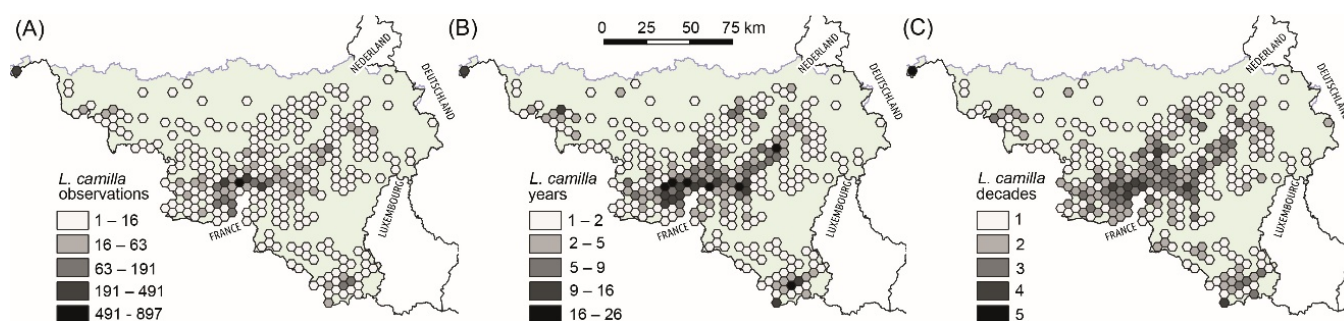 (A)
NEDERLAND
DEUTSCHLAND
L. camilla
observations
1 – 16
16 – 63
63 – 191
191 – 491
491 - 897
FRANCE
LUXEMBOURG
(B)
0 25 50 75 km
NEDERLAND
DEUTSCHLAND
L. camilla
years
1 – 2
2 – 5
5 – 9
9 – 16
16 – 26
FRANCE
LUXEMBOURG
(C)
NEDERLAND
DEUTSCHLAND
L. camilla
decades
1
2
3
4
5
FRANCE
LUXEMBOURG